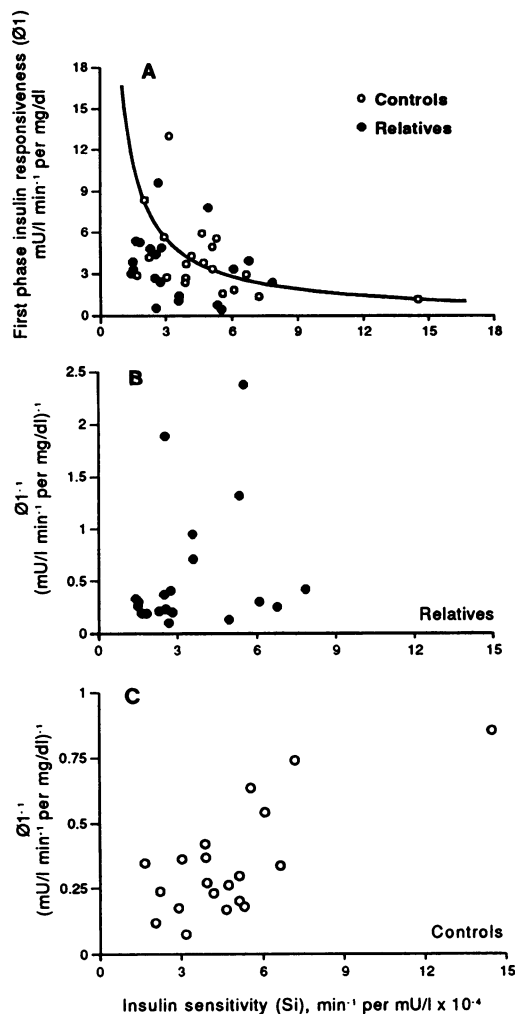 First phase insulin responsiveness (Ø1)
mU/l min⁻¹ per mg/dl
A
18
15
12
9
6
3
0
Controls
Relatives
0 3 6 9 12 15 18
B
Ø1⁻¹
(mU/l min⁻¹ per mg/dl)⁻¹
2.5
2
1.5
1
0.5
0
Relatives
0 3 6 9 12 15
C
Ø1⁻¹
(mU/l min⁻¹ per mg/dl)⁻¹
1
0.75
0.5
0.25
0
Controls
0 3 6 9 12 15
Insulin sensitivity (Si), min⁻¹ per mU/l x 10⁻⁴